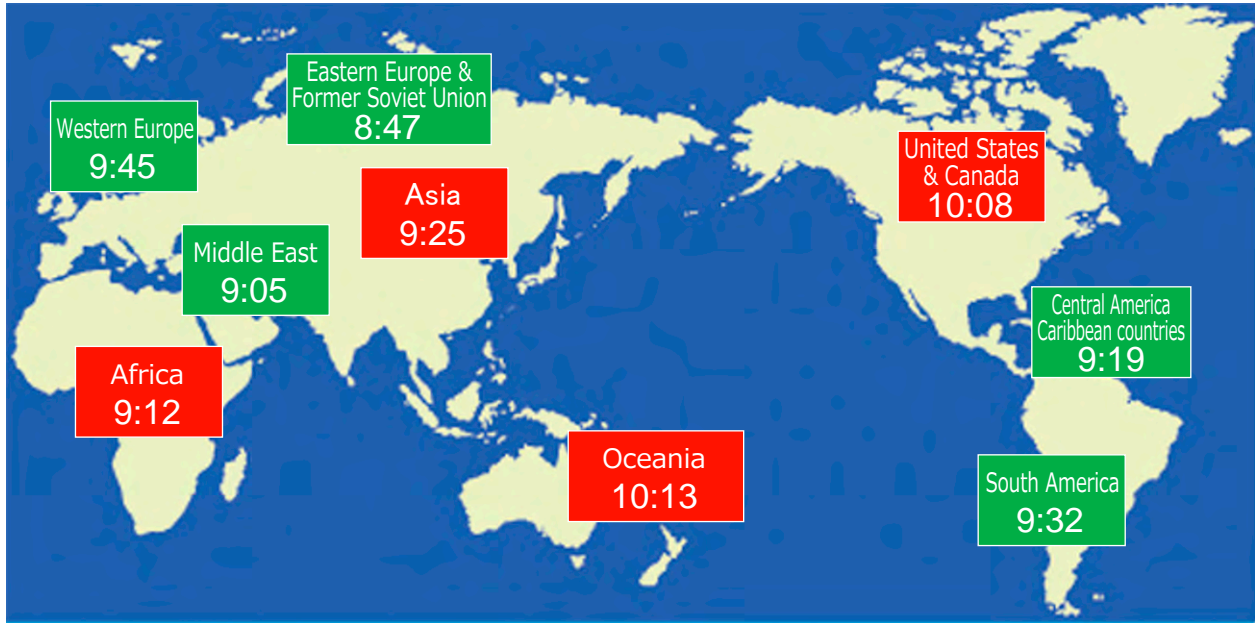 Eastern Europe &
Former Soviet Union
8:47
Western Europe
9:45
United States
& Canada
10:08
Asia
9:25
Middle East
9:05
Central America
Caribbean countries
9:19
Africa
9:12
Oceania
10:13
South America
9:32